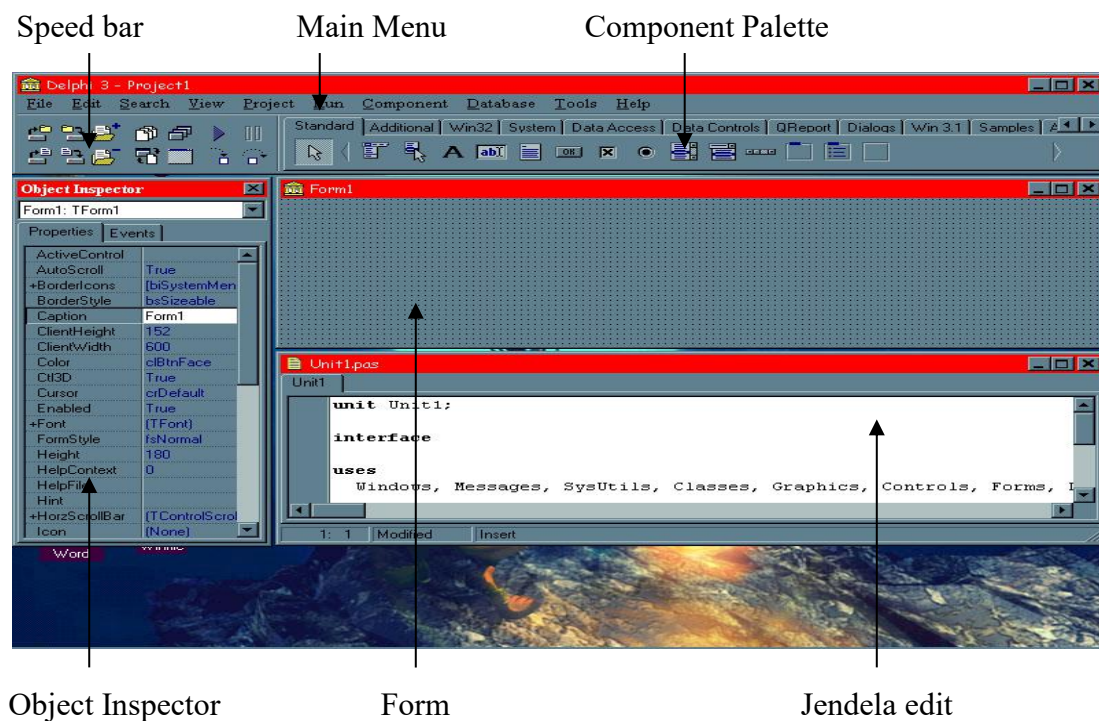 Speed bar Main Menu Component Palette
Delphi 3 - Project1
File Edit Search View Project Run Component Database Tools Help
Standard Additional Win32 System Data Access Data Controls QReport Dialogs Win 3.1 Samples
A ab OK
Object Inspector
Form1: TForm1
Properties Events
ActiveControl
AutoScroll True
+BorderIcons [biSystemMen
BorderStyle bsSizeable
Caption Form1
ClientHeight 152
ClientWidth 600
Color clBtnFace
Ctl3D True
Cursor crDefault
Enabled True
+Font (TFont)
FormStyle fsNormal
Height 180
HelpContext 0
HelpFile
Hint
+HorzScrollBar (TControlScrol
Icon (None)
Form1
Unit1.pas
Unit1
unit Unit1;
interface
uses
Windows, Messages, SysUtils, Classes, Graphics, Controls, Forms,
1: 1 Modified Insert
Word
Object Inspector Form Jendela edit